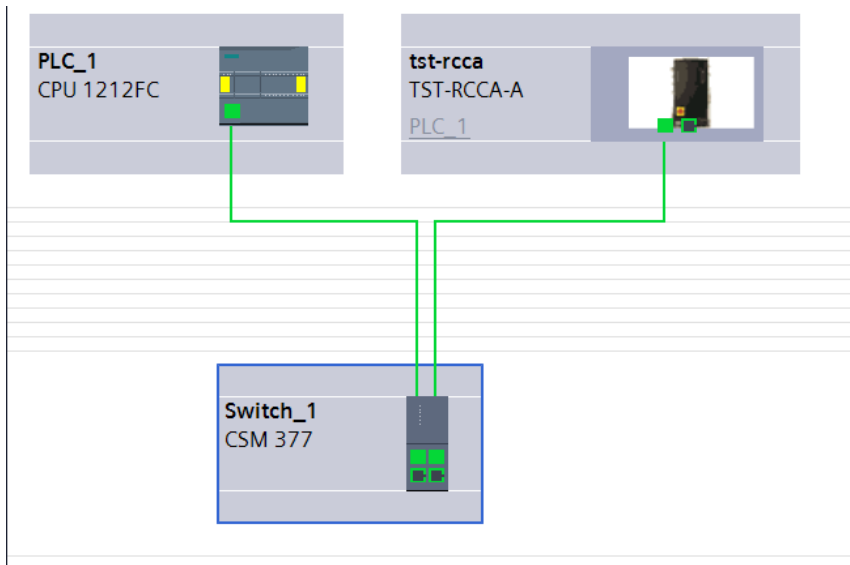 PLC_1
CPU 1212FC
tst-rcca
TST-RCCA-A
PLC_1
Switch_1
CSM 377